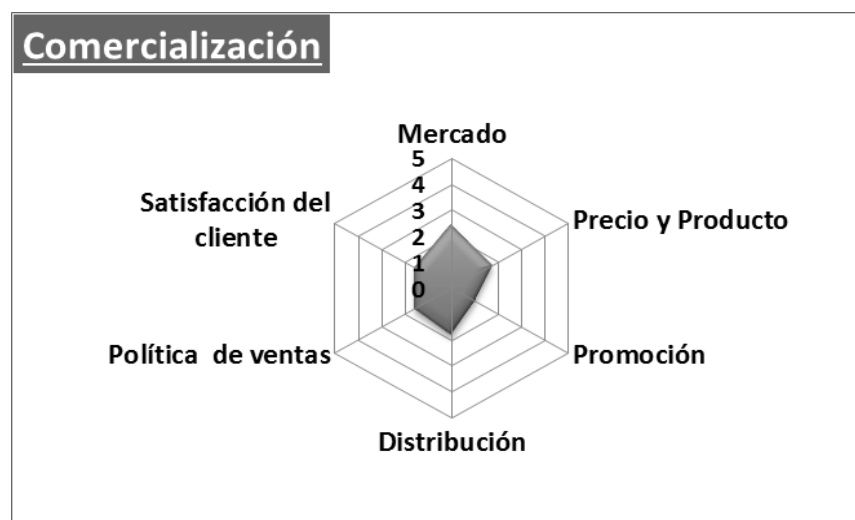 Comercialización
Mercado
5
4
3
2
1
0
Satisfacción del
cliente
Precio y Producto
Política  de ventas
Promoción
Distribución